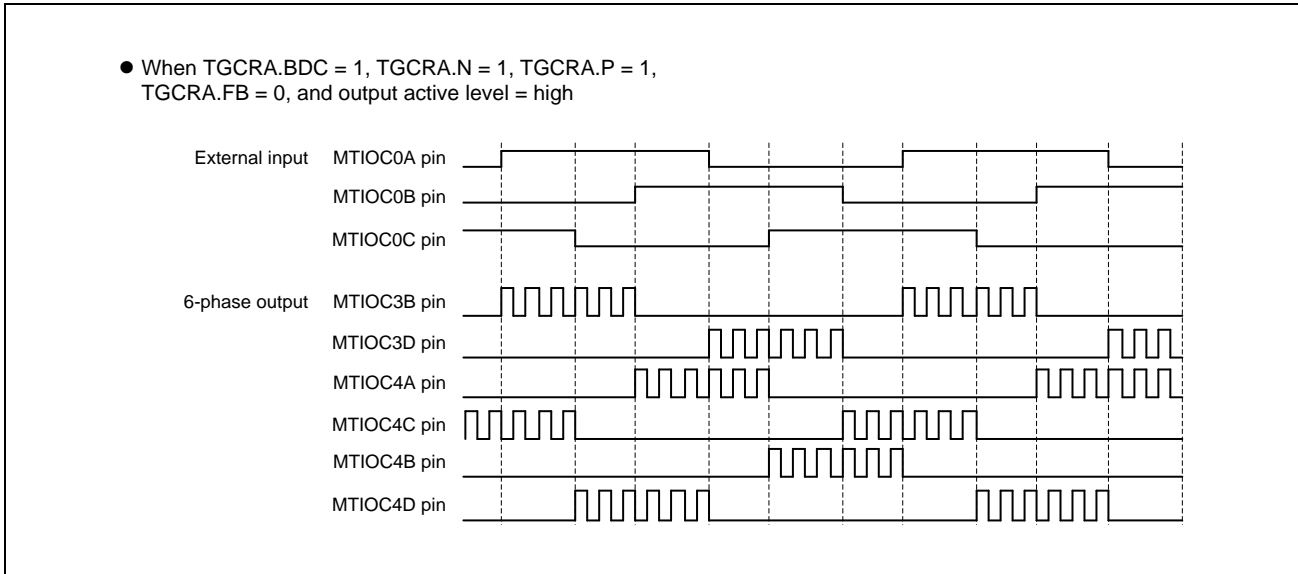 ● When TGCRA.BDC = 1, TGCRA.N = 1, TGCRA.P = 1,
TGCRA.FB = 0, and output active level = high
External input MTIOC0A pin
MTIOC0B pin
MTIOC0C pin
6-phase output MTIOC3B pin
MTIOC3D pin
MTIOC4A pin
MTIOC4C pin
MTIOC4B pin
MTIOC4D pin